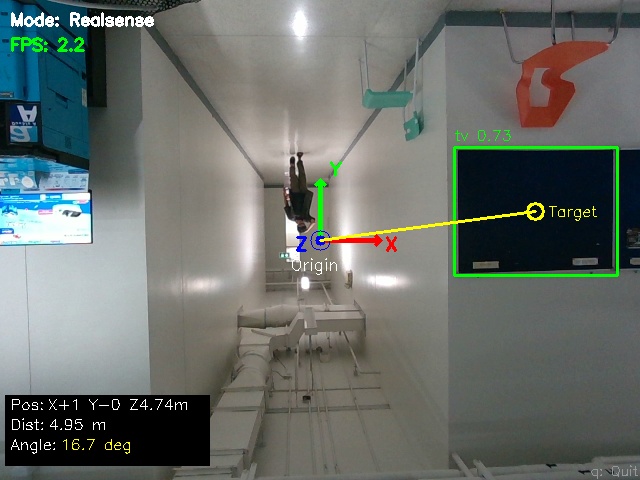 Mode: Realsense
FPS: 2.2
tv 0.73
Y
Target
Z
X
Origin
Pos: X+1 Y-0 Z4.74m
Dist: 4.95 m
Angle: 16.7 deg
q: Quit